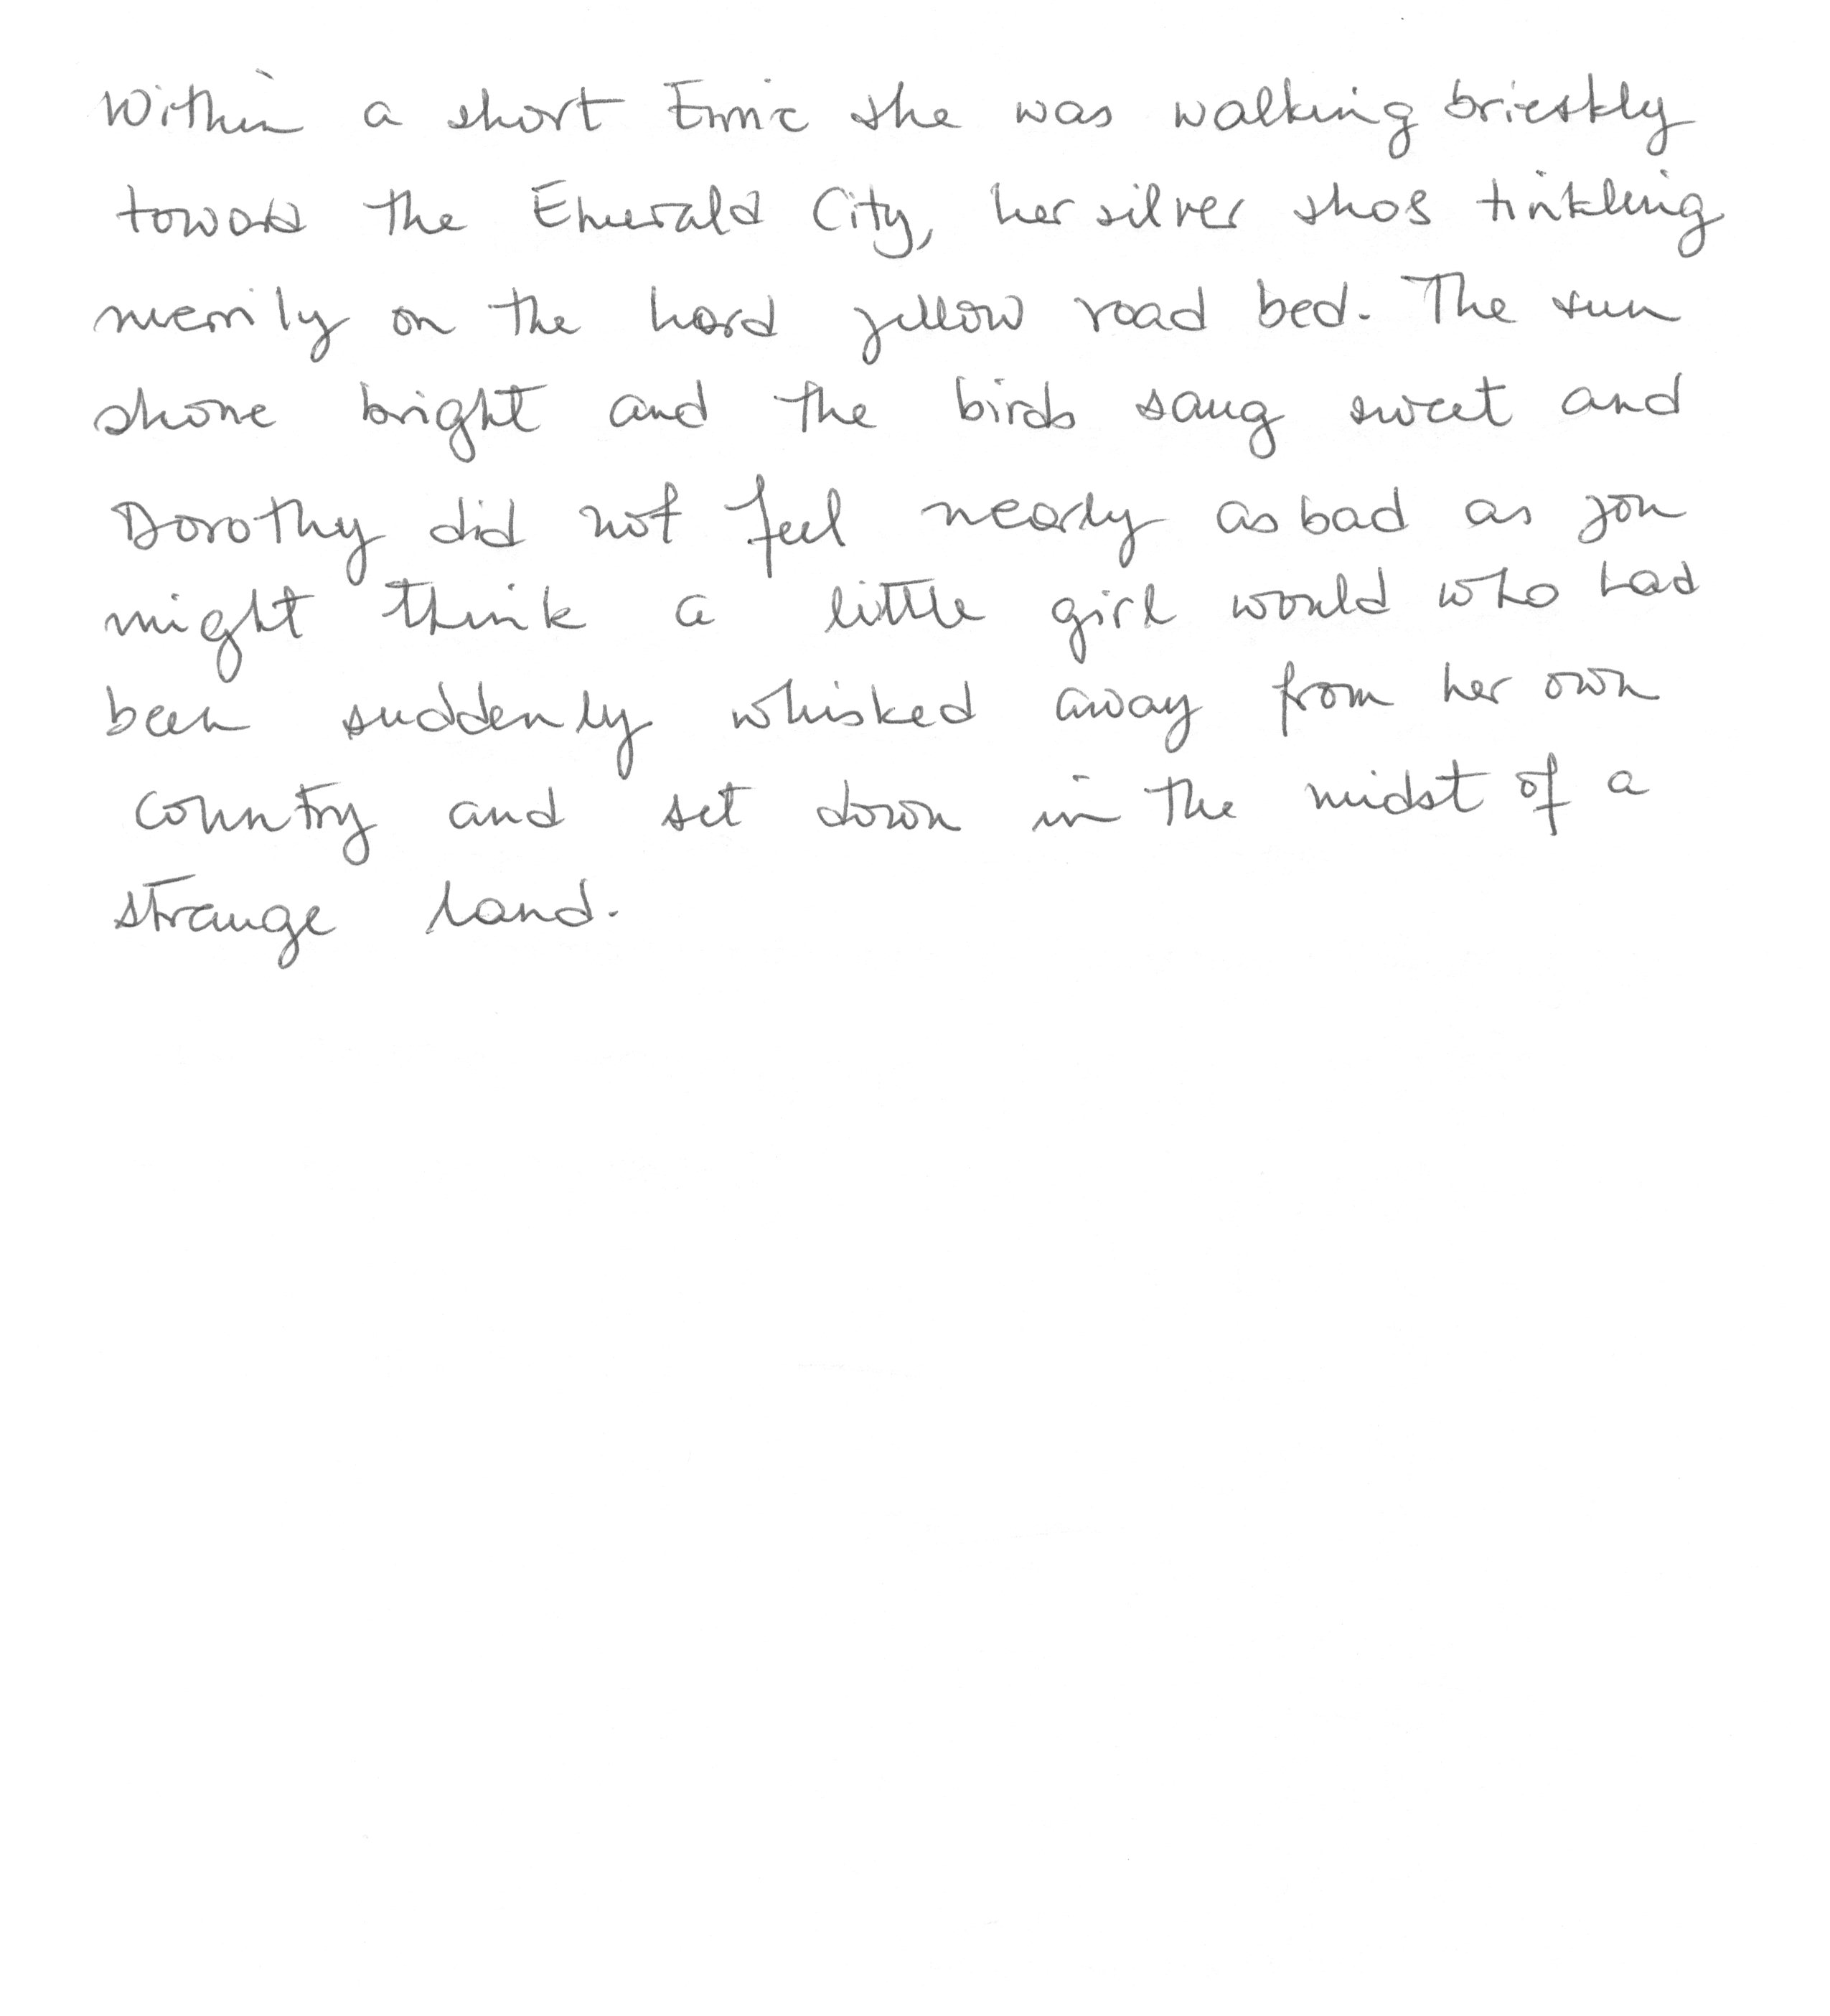 Within a short time she was walking brieskly
toward the Emerald City, her silver shos tinkling
merrily on the hard yellow road bed. The sun
shone bright and the birds sang sweet and
Dorothy did not feel nearly as bad as you
might think a little girl would who had
been suddenly whisked away from her own
country and set down in the midst of a
strange land.